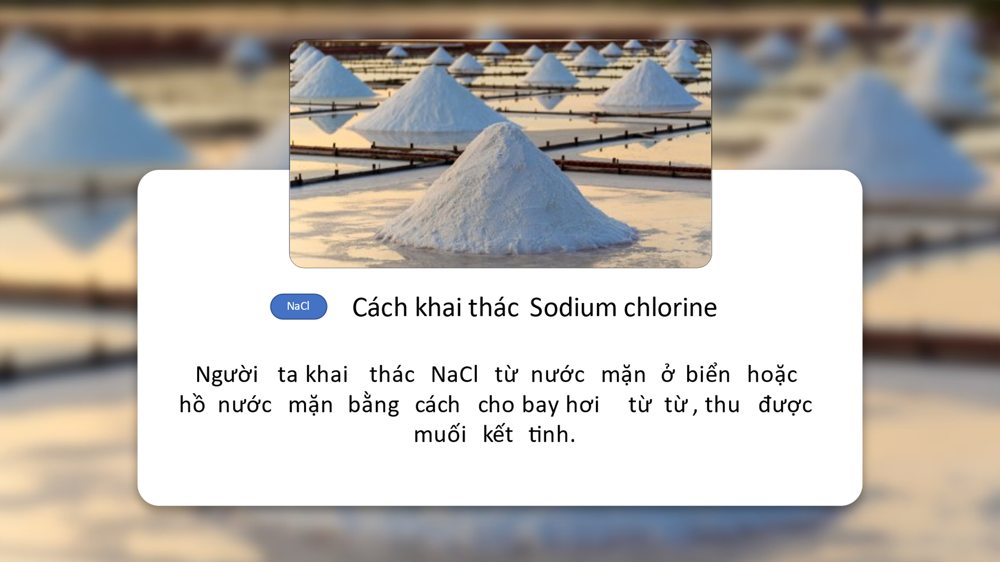 NaCl Cách khai thác Sodium chlorine
Người ta khai thác NaCl từ nước mặn ở biển hoặc
hồ nước mặn bằng cách cho bay hơi từ từ, thu được
muối kết tinh.